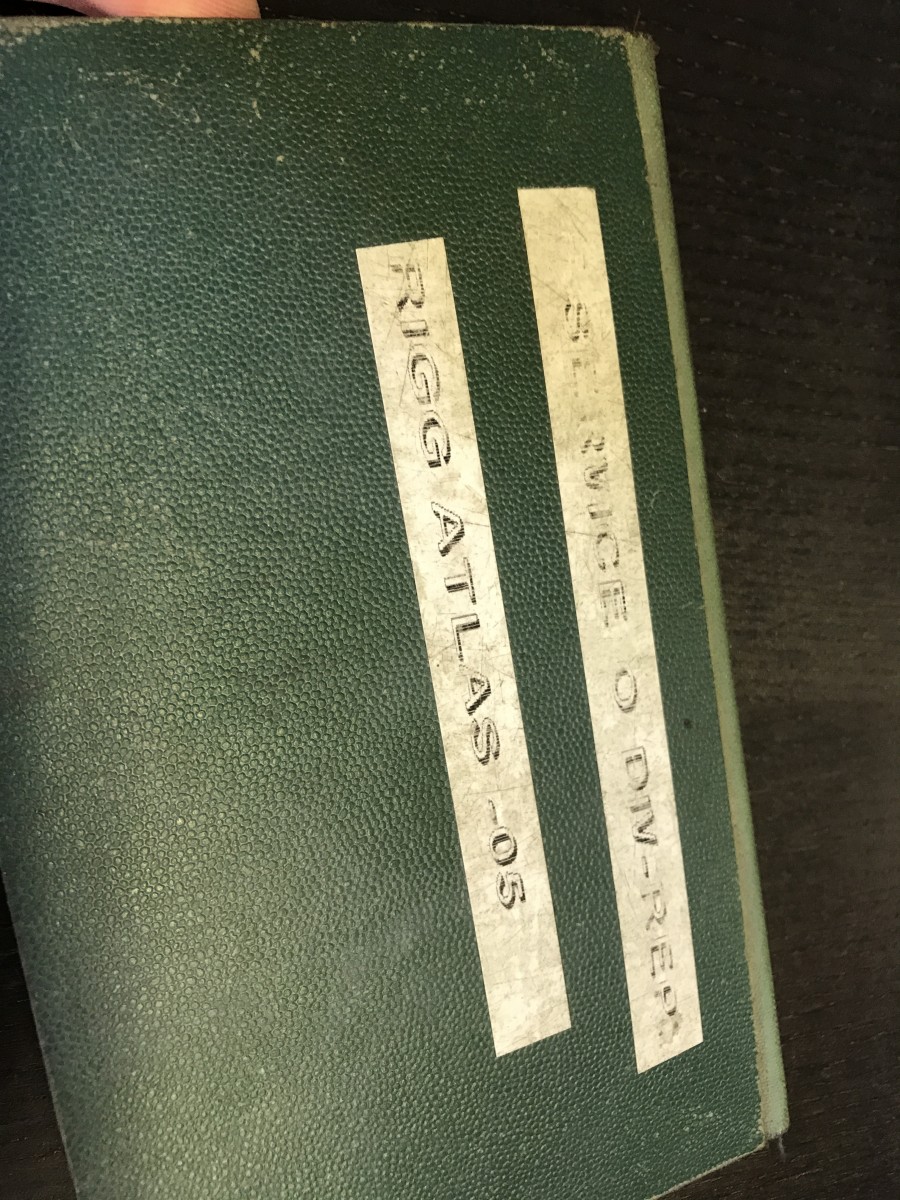 SERVICE O DIV-REP.
RIGG ATLAS -05